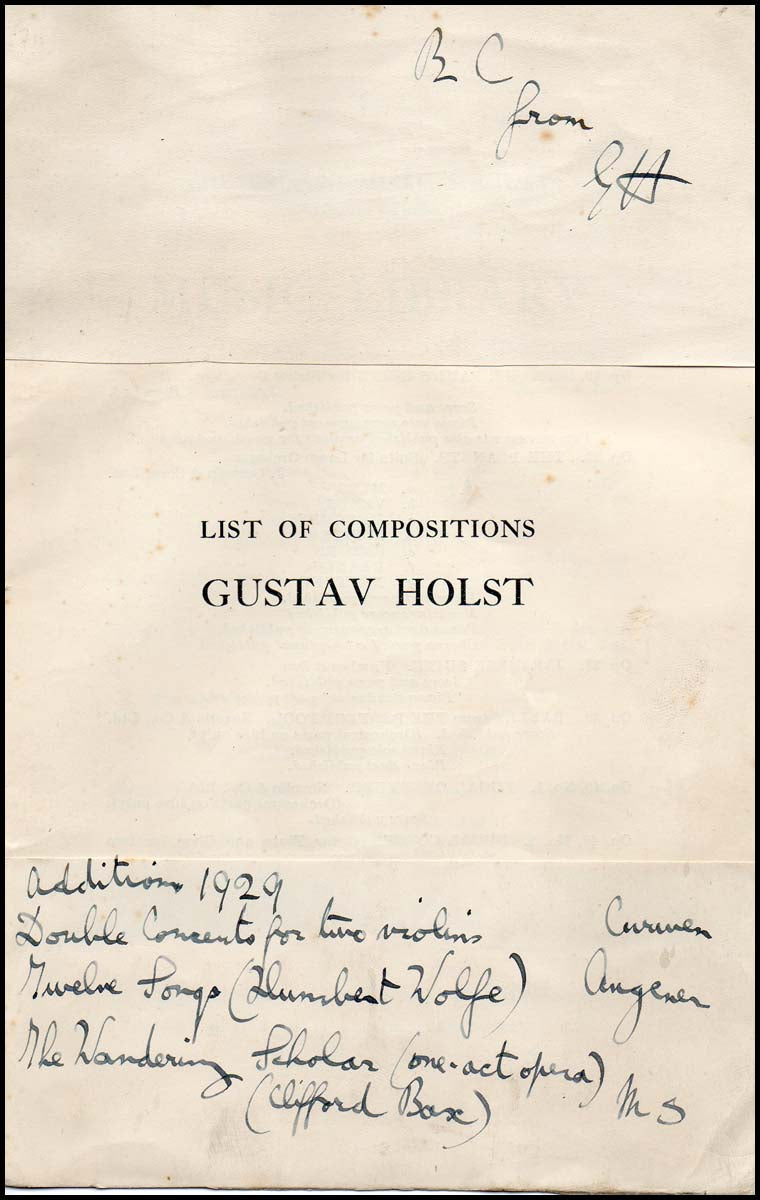 R C
from
GH
LIST OF COMPOSITIONS
GUSTAV HOLST
Additions 1929
Double Concerto for two violins Curwen
Twelve Songs (Humbert Wolfe) Augener
The Wandering Scholar (one-act opera)
(Clifford Bax) MS